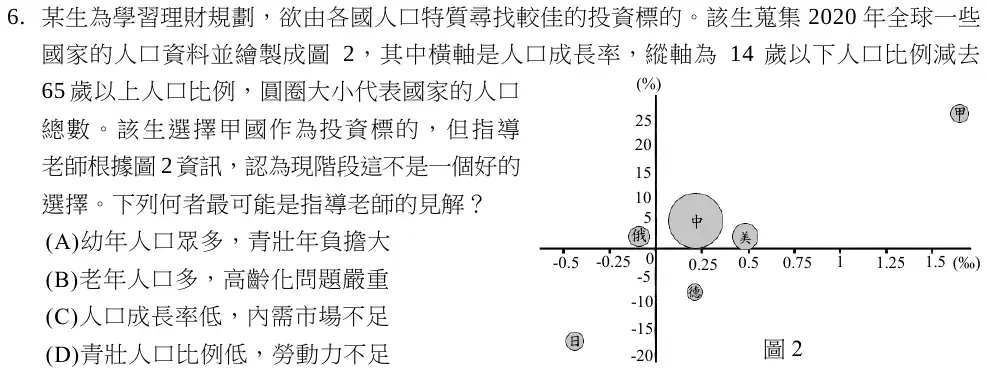 6. 某生為學習理財規劃，欲由各國人口特質尋找較佳的投資標的。該生蒐集 2020 年全球一些
國家的人口資料並繪製成圖 2，其中橫軸是人口成長率，縱軸為 14 歲以下人口比例減去
65 歲以上人口比例，圓圈大小代表國家的人口
總數。該生選擇甲國作為投資標的，但指導
老師根據圖 2 資訊，認為現階段這不是一個好的
選擇。下列何者最可能是指導老師的見解？
(A)幼年人口眾多，青壯年負擔大
(B)老年人口多，高齡化問題嚴重
(C)人口成長率低，內需市場不足
(D)青壯人口比例低，勞動力不足
(%)
25
20
15
10
5
0
-5
-10
-15
-20
甲
中
俄
美
德
日
-0.5 -0.25 0.25 0.5 0.75 1 1.25 1.5 (‰)
圖 2